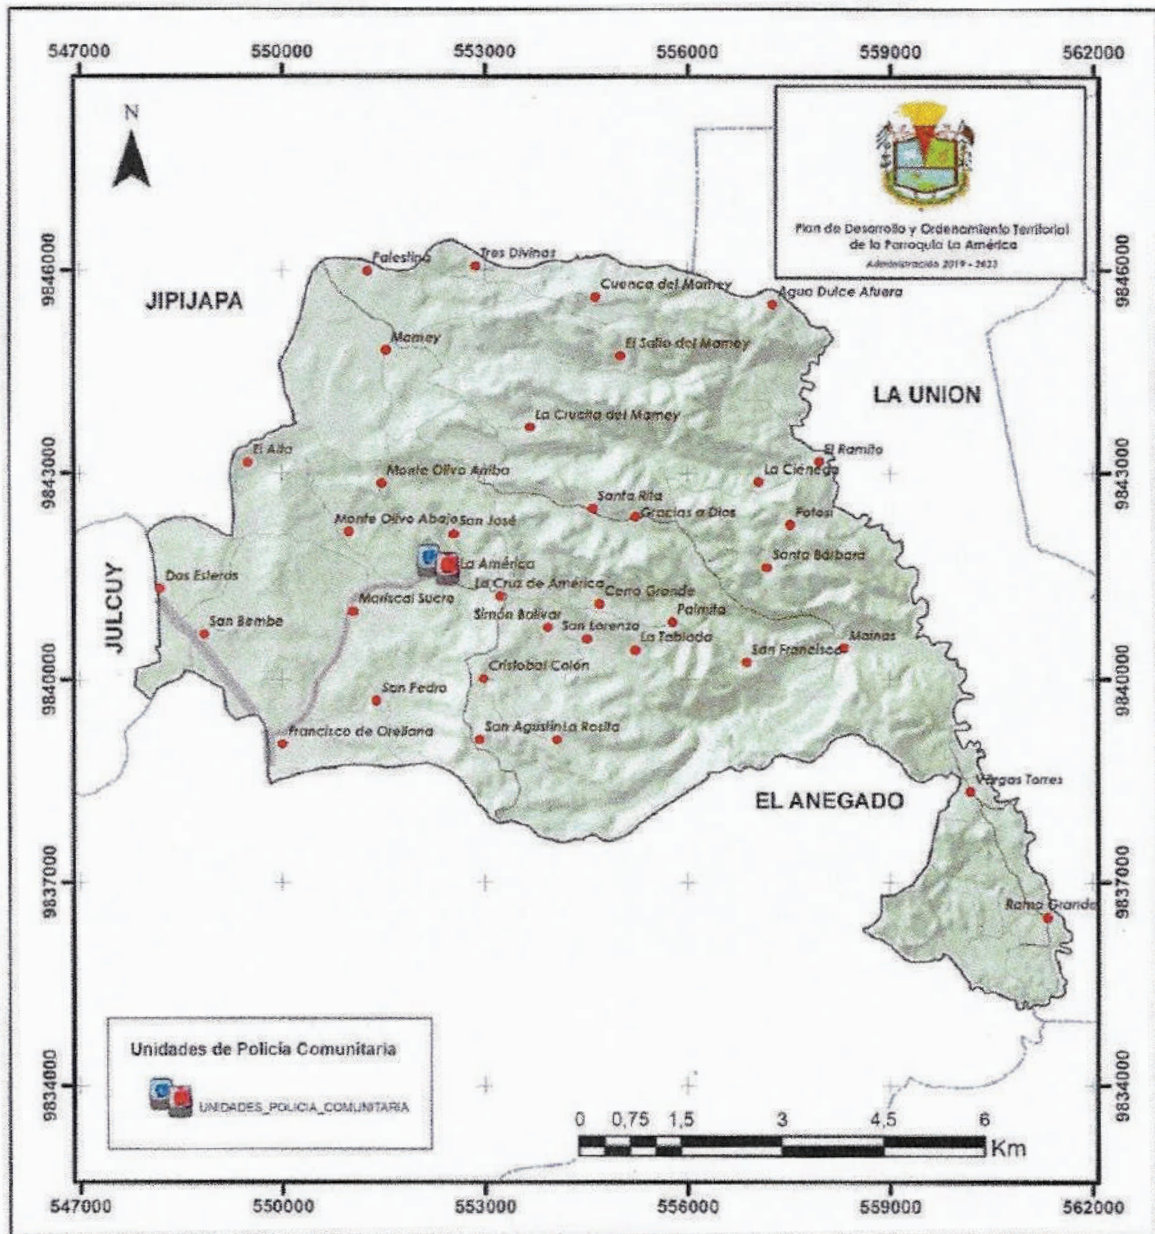 547000 550000 553000 556000 559000 562000
N
Plan de Desarrollo y Ordenamiento Territorial
de la Parroquia La América
Administración 2019 - 2023
9846000 9846000
Palestina
Tres Divinas
Cuenca del Mamey
Agua Dulce Afuera
JIPIJAPA
Mamey
El Salto del Mamey
LA UNION
La Crucita del Mamey
El Ramito
El Alta
9843000 9843000
Monte Olivo Arriba
La Cienega
Santa Rita
Gracias a Dios
Potosi
Monte Olivo Abajo
San José
La América
Santa Bárbara
JULCUY
Dos Esteros
La Cruz de América
Cerro Grande
Mariscal Sucre
Simón Bolívar
Palmita
San Bembe
San Lorenzo
La Tablada
San Francisco
Mainas
Cristobal Colón
9840000 9840000
San Pedro
Francisco de Orellana
San Agustin
La Rosita
EL ANEGADO
Vargas Torres
9837000 9837000
Ramo Grande
Unidades de Policía Comunitaria
UNIDADES_POLICIA_COMUNITARIA
9834000 9834000
0 0,75 1,5 3 4,5 6
Km
547000 550000 553000 556000 559000 562000